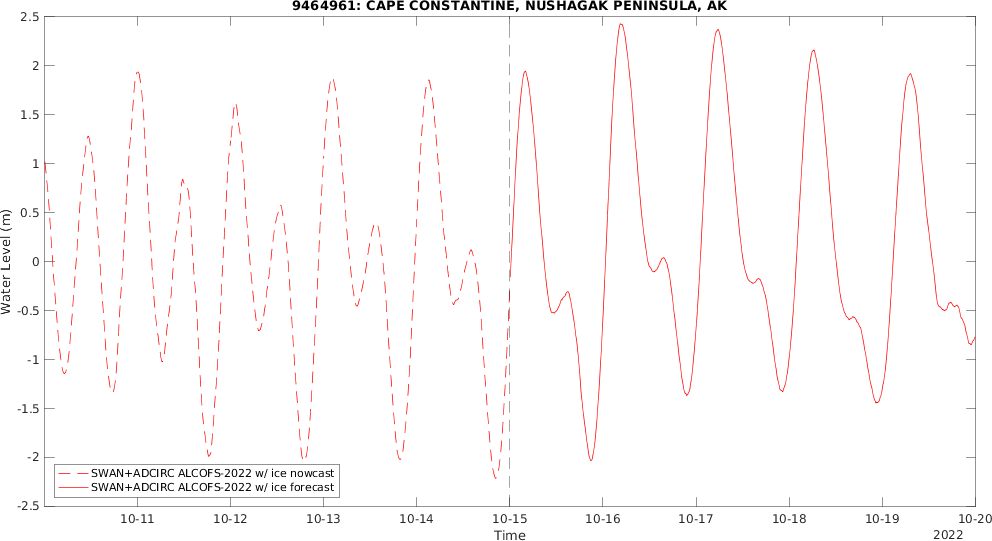 9464961: CAPE CONSTANTINE, NUSHAGAK PENINSULA, AK
2.5
2
1.5
1
0.5
0
-0.5
-1
-1.5
-2
-2.5
Water Level (m)
SWAN+ADCIRC ALCOFS-2022 w/ ice nowcast
SWAN+ADCIRC ALCOFS-2022 w/ ice forecast
10-11 10-12 10-13 10-14 10-15 10-16 10-17 10-18 10-19 10-20
Time
2022